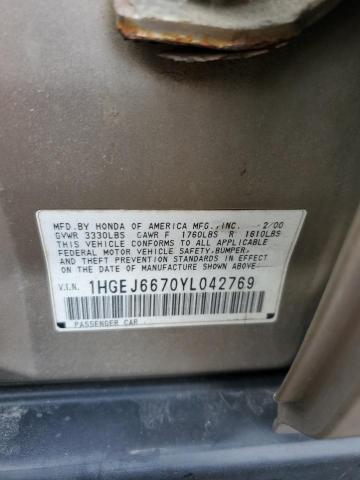 MFD.BY HONDA OF AMERICA MFG.,INC. 2/00
GVWR 3330LBS GAWR F 1760LBS R 1610LBS
THIS VEHICLE CONFORMS TO ALL APPLICABLE
FEDERAL MOTOR VEHICLE SAFETY,BUMPER,
AND THEFT PREVENTION STANDARDS IN EFFECT
ON THE DATE OF MANUFACTURE SHOWN ABOVE.
V.I.N. 1HGEJ6670YL042769
PASSENGER CAR